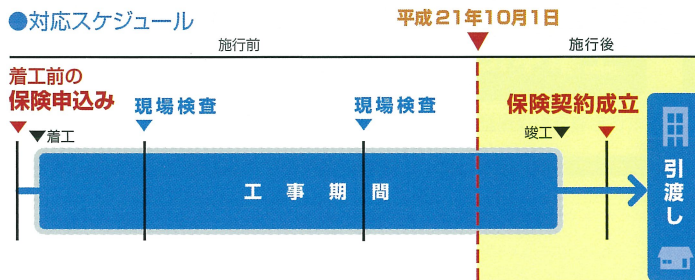 ●対応スケジュール
平成21年10月1日
施行前
施行後
着工前の
保険申込み
現場検査
現場検査
保険契約成立
着工
竣工
工事期間
引渡し